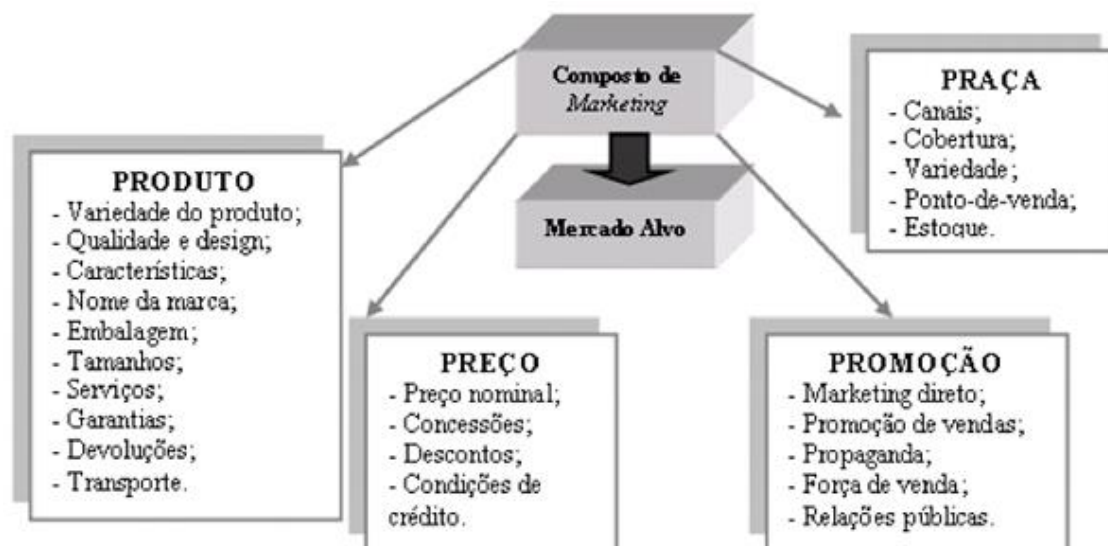 Composto de
Marketing
Mercado Alvo
PRODUTO
- Variedade do produto;
- Qualidade e design;
- Características;
- Nome da marca;
- Embalagem;
- Tamanhos;
- Serviços;
- Garantias;
- Devoluções;
- Transporte.
PREÇO
- Preço nominal;
- Concessões;
- Descontos;
- Condições de
crédito.
PROMOÇÃO
- Marketing direto;
- Promoção de vendas;
- Propaganda;
- Força de venda;
- Relações públicas.
PRAÇA
- Canais;
- Cobertura;
- Variedade;
- Ponto-de-venda;
- Estoque.